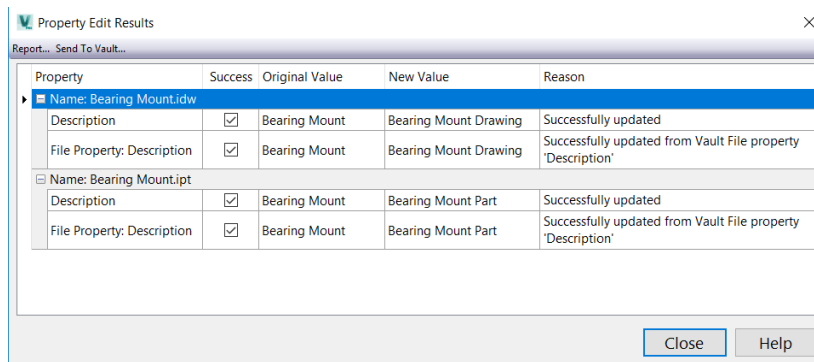 Property Edit Results
Report... Send To Vault...
Property Success Original Value New Value Reason
Name: Bearing Mount.idw
Description Bearing Mount Bearing Mount Drawing Successfully updated
File Property: Description Bearing Mount Bearing Mount Drawing Successfully updated from Vault File property
'Description'
Name: Bearing Mount.ipt
Description Bearing Mount Bearing Mount Part Successfully updated
File Property: Description Bearing Mount Bearing Mount Part Successfully updated from Vault File property
'Description'
Close Help